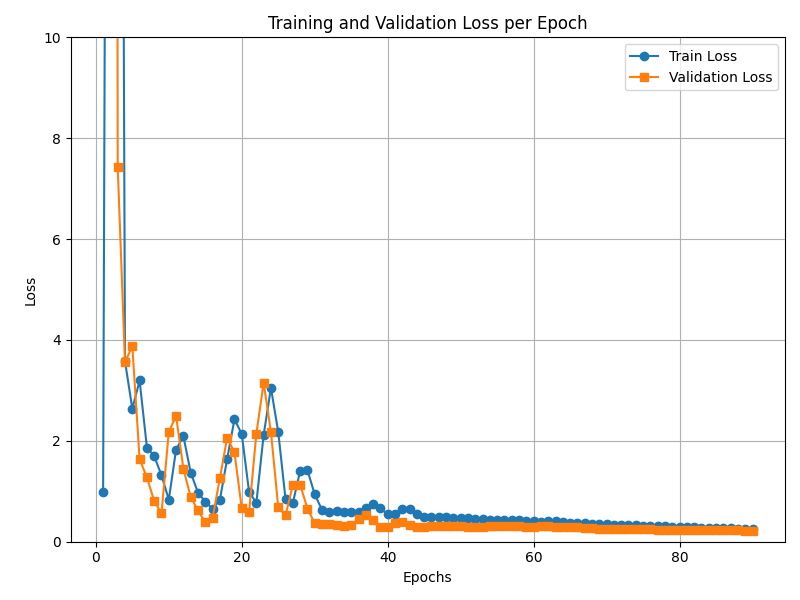 Training and Validation Loss per Epoch
Train Loss
Validation Loss
10
8
6
4
2
0
Loss
0 20 40 60 80
Epochs